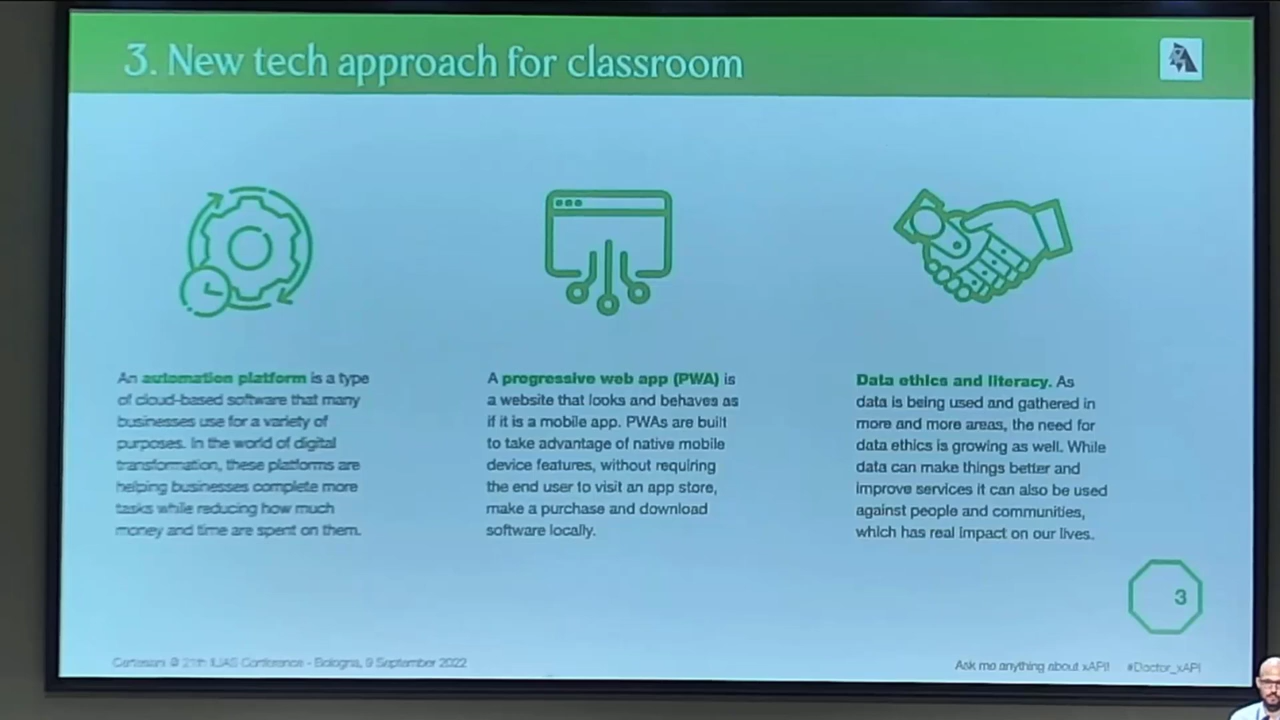 3. New tech approach for classroom
An automation platform is a type
of cloud-based software that many
businesses use for a variety of
purposes. In the world of digital
transformation, these platforms are
helping businesses complete more
tasks while reducing how much
money and time are spent on them.
A progressive web app (PWA) is
a website that looks and behaves as
if it is a mobile app. PWAs are built
to take advantage of native mobile
device features, without requiring
the end user to visit an app store,
make a purchase and download
software locally.
Data ethics and literacy. As
data is being used and gathered in
more and more areas, the need for
data ethics is growing as well. While
data can make things better and
improve services it can also be used
against people and communities,
which has real impact on our lives.
3
@ 21th ILIAS Conference - Bologna, 9 September 2022
Ask me anything about xAPI! #Doctor_xAPI